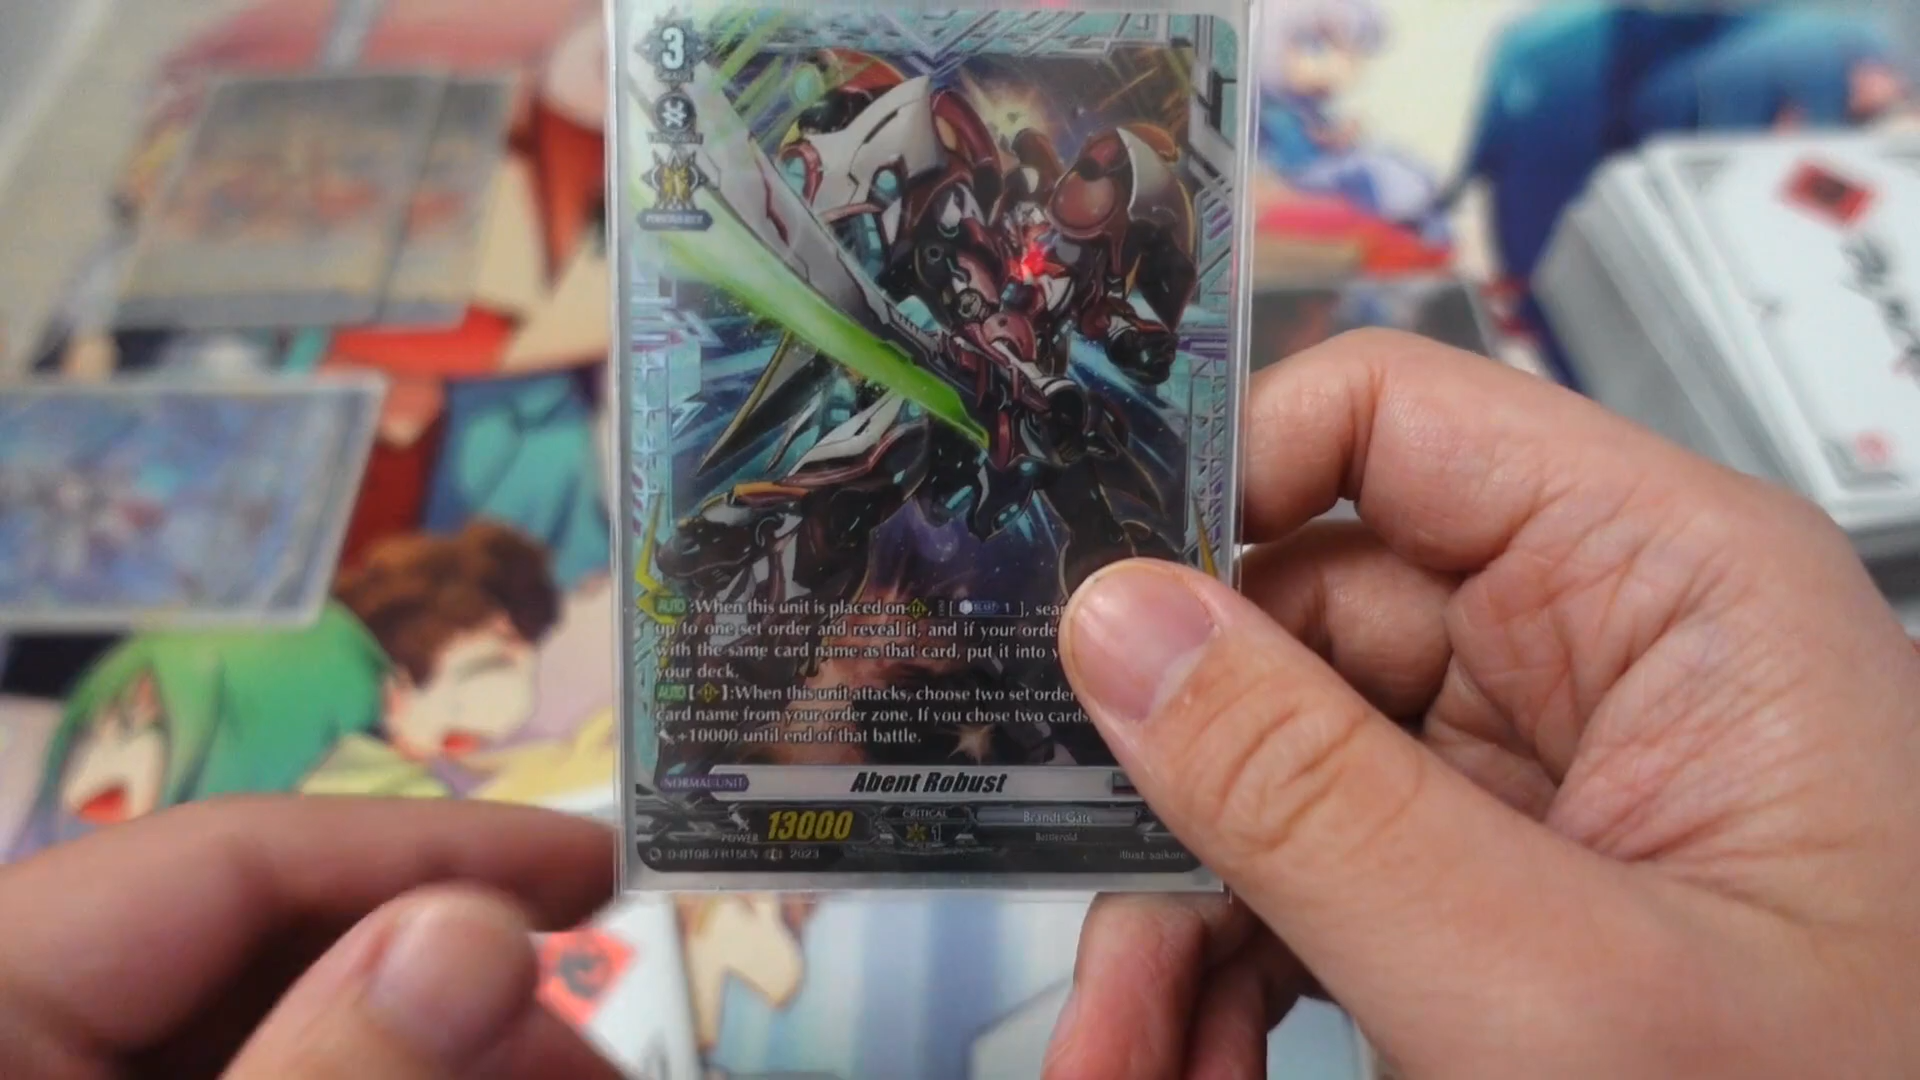 3
GRADE
AUTO :When this unit is placed on , [ 1 ], sear
up to one set order and reveal it, and if your orde
with the same card name as that card, put it into y
your deck.
AUTO [ ]:When this unit attacks, choose two set order
card name from your order zone. If you chose two cards,
+10000 until end of that battle.
NORMAL UNIT
Abent Robust
POWER 13000
CRITICAL
1
Brandt Gate
Battleroid
D-BT08/FR15EN 2023
illust. saikore